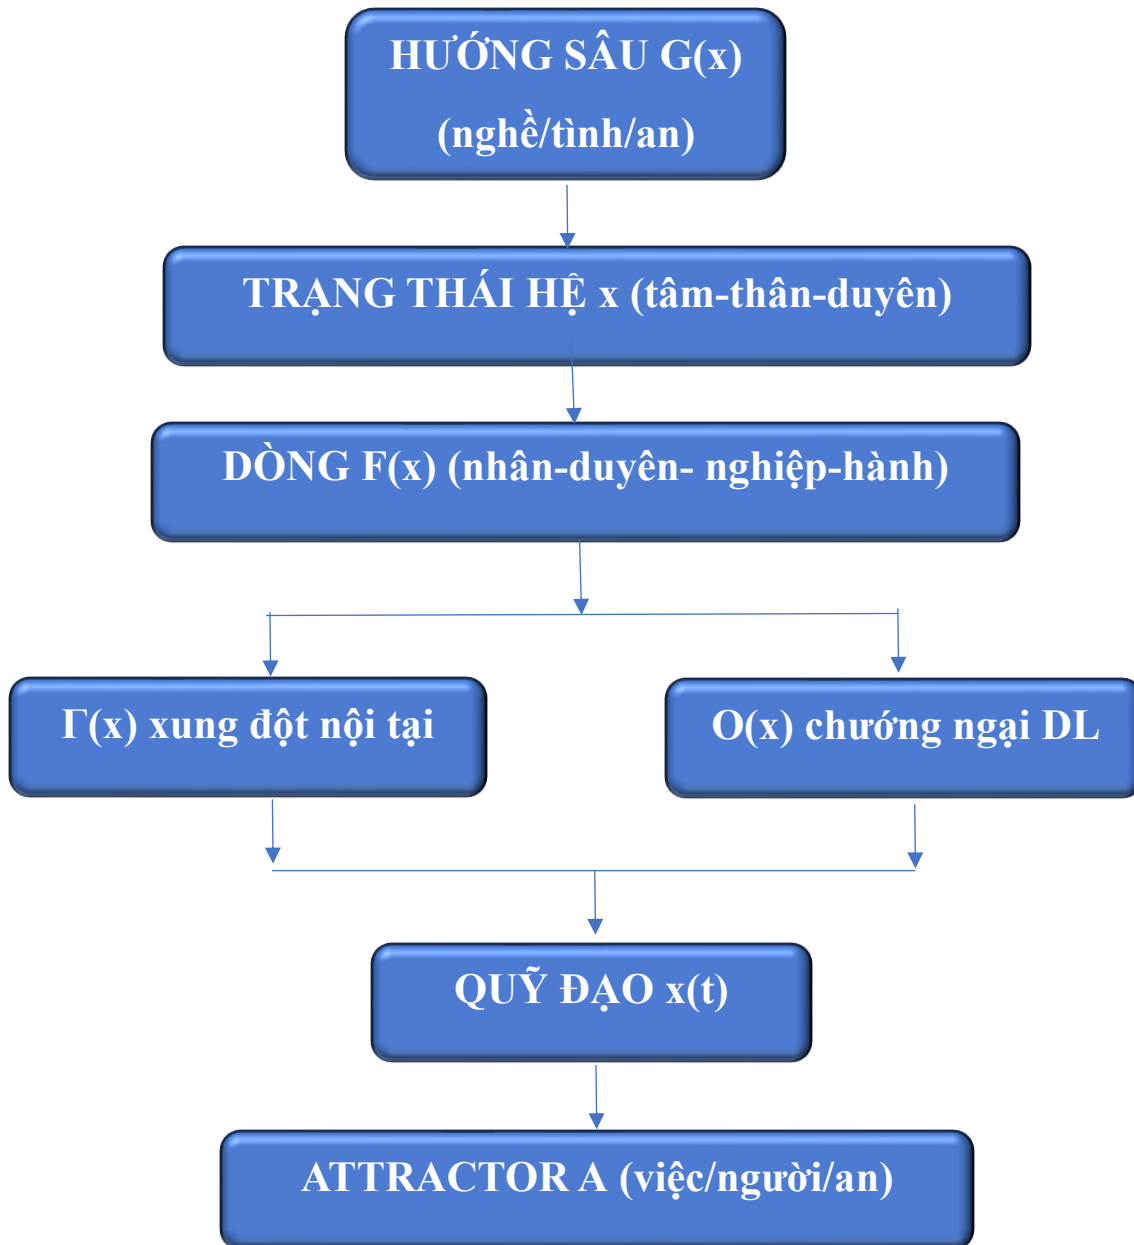 HƯỚNG SÂU G(x)
(nghề/tình/an)
TRẠNG THÁI HỆ x (tâm-thân-duyên)
DÒNG F(x) (nhân-duyên- nghiệp-hành)
Γ(x) xung đột nội tại
O(x) chướng ngại DL
QUỸ ĐẠO x(t)
ATTRACTOR A (việc/người/an)